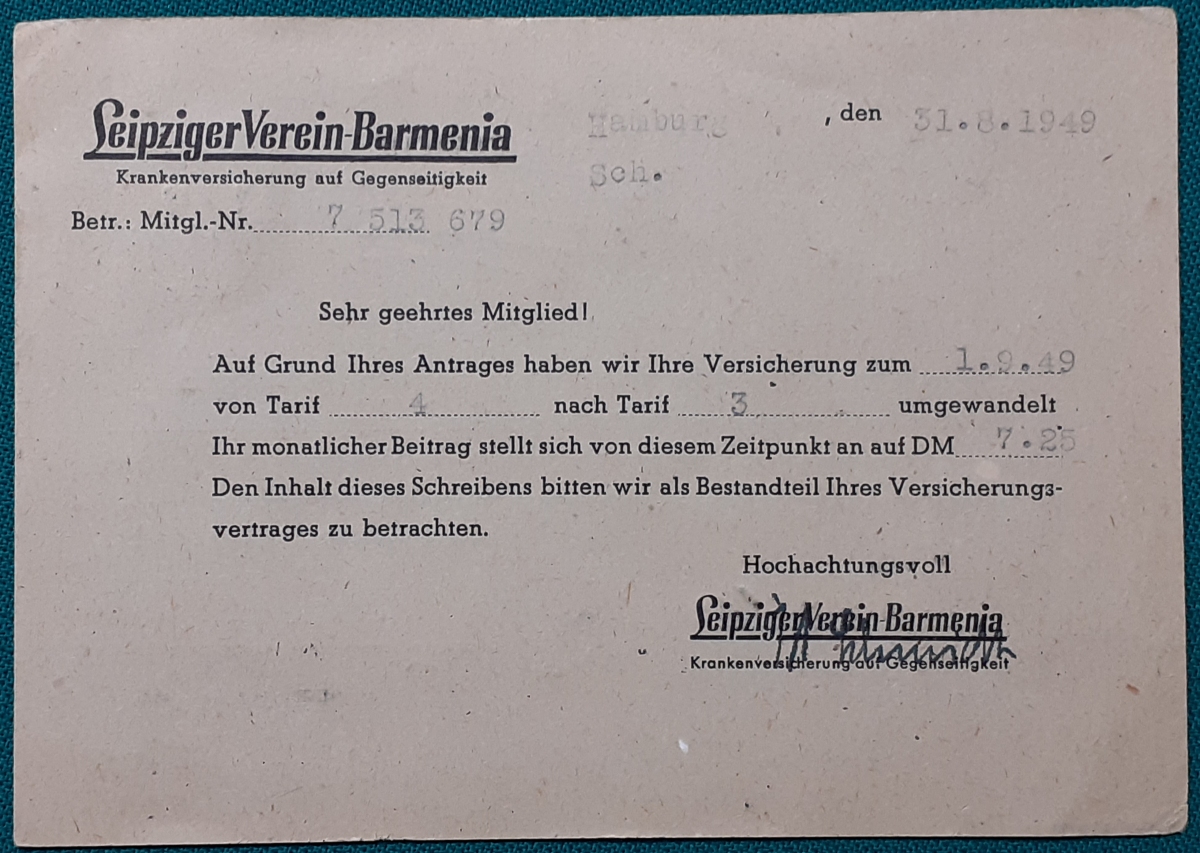 Leipziger Verein-Barmenia
Krankenversicherung auf Gegenseitigkeit
Hamburg , den 31.8.1949
Sch.
Betr.: Mitgl.-Nr. 7 513 679
Sehr geehrtes Mitglied!
Auf Grund Ihres Antrages haben wir Ihre Versicherung zum 1.9.49
von Tarif 4 nach Tarif 3 umgewandelt
Ihr monatlicher Beitrag stellt sich von diesem Zeitpunkt an auf DM 7.25
Den Inhalt dieses Schreibens bitten wir als Bestandteil Ihres Versicherungs-
vertrages zu betrachten.
Hochachtungsvoll
Leipziger Verein-Barmenia
Krankenversicherung auf Gegenseitigkeit